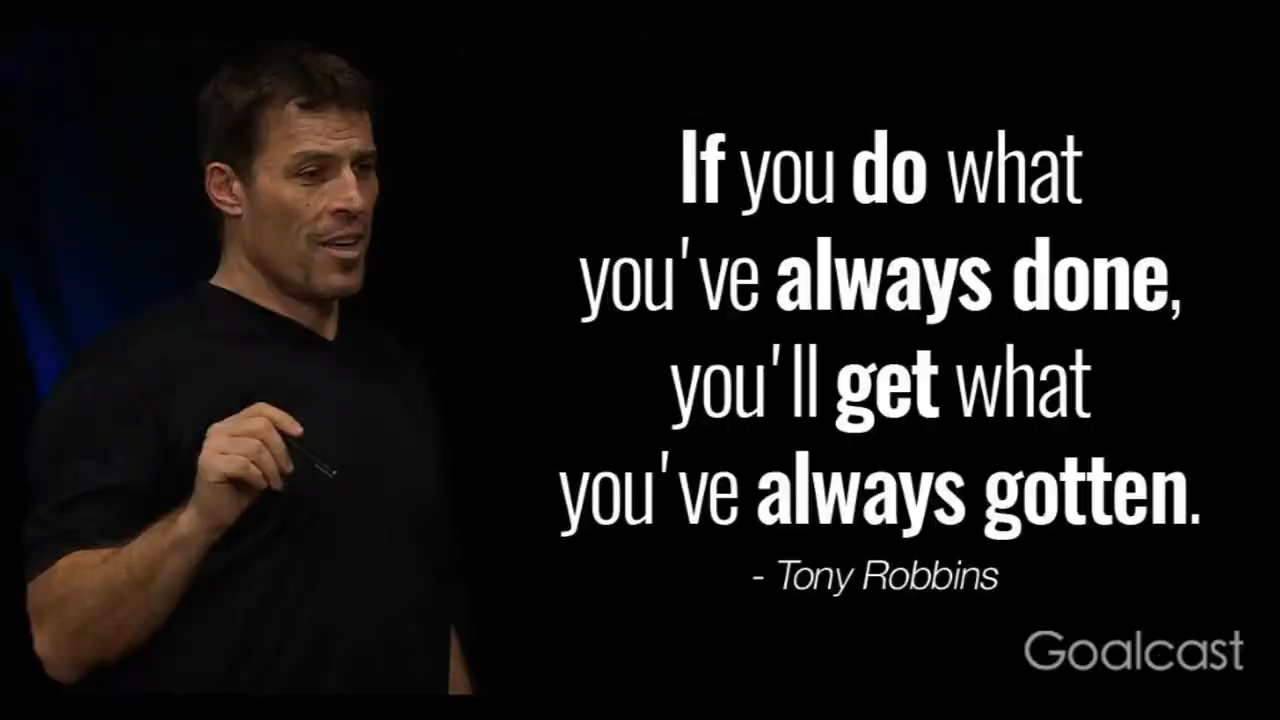 If you do what
you've always done,
you'll get what
you've always gotten.
- Tony Robbins
Goalcast